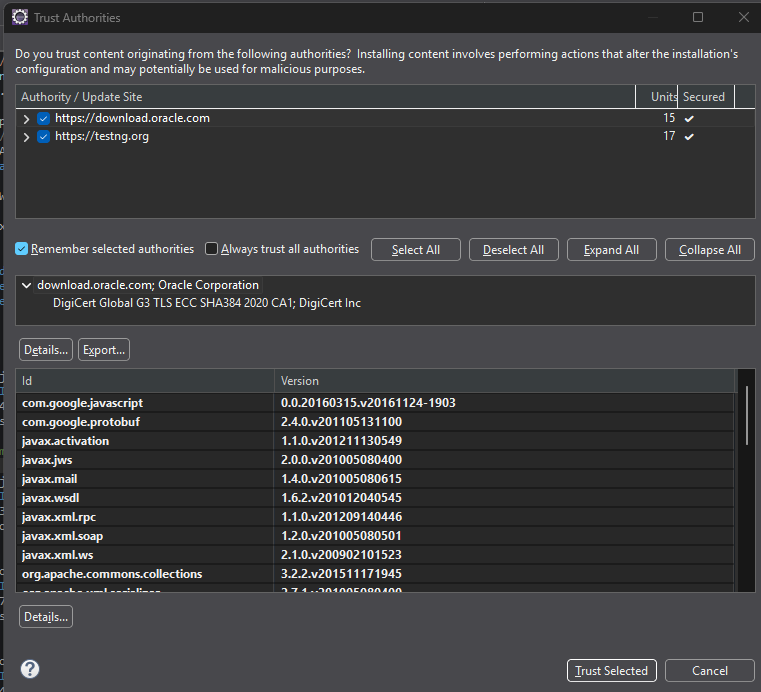 Trust Authorities
Do you trust content originating from the following authorities? Installing content involves performing actions that alter the installation's
configuration and may potentially be used for malicious purposes.
Authority / Update Site Units Secured
https://download.oracle.com 15
https://testng.org 17
Remember selected authorities Always trust all authorities Select All Deselect All Expand All Collapse All
download.oracle.com; Oracle Corporation
DigiCert Global G3 TLS ECC SHA384 2020 CA1; DigiCert Inc
Details... Export...
Id Version
com.google.javascript 0.0.20160315.v20161124-1903
com.google.protobuf 2.4.0.v201105131100
javax.activation 1.1.0.v201211130549
javax.jws 2.0.0.v201005080400
javax.mail 1.4.0.v201005080615
javax.wsdl 1.6.2.v201012040545
javax.xml.rpc 1.1.0.v201209140446
javax.xml.soap 1.2.0.v201005080501
javax.xml.ws 2.1.0.v200902101523
org.apache.commons.collections 3.2.2.v201511171945
Details...
? Trust Selected Cancel